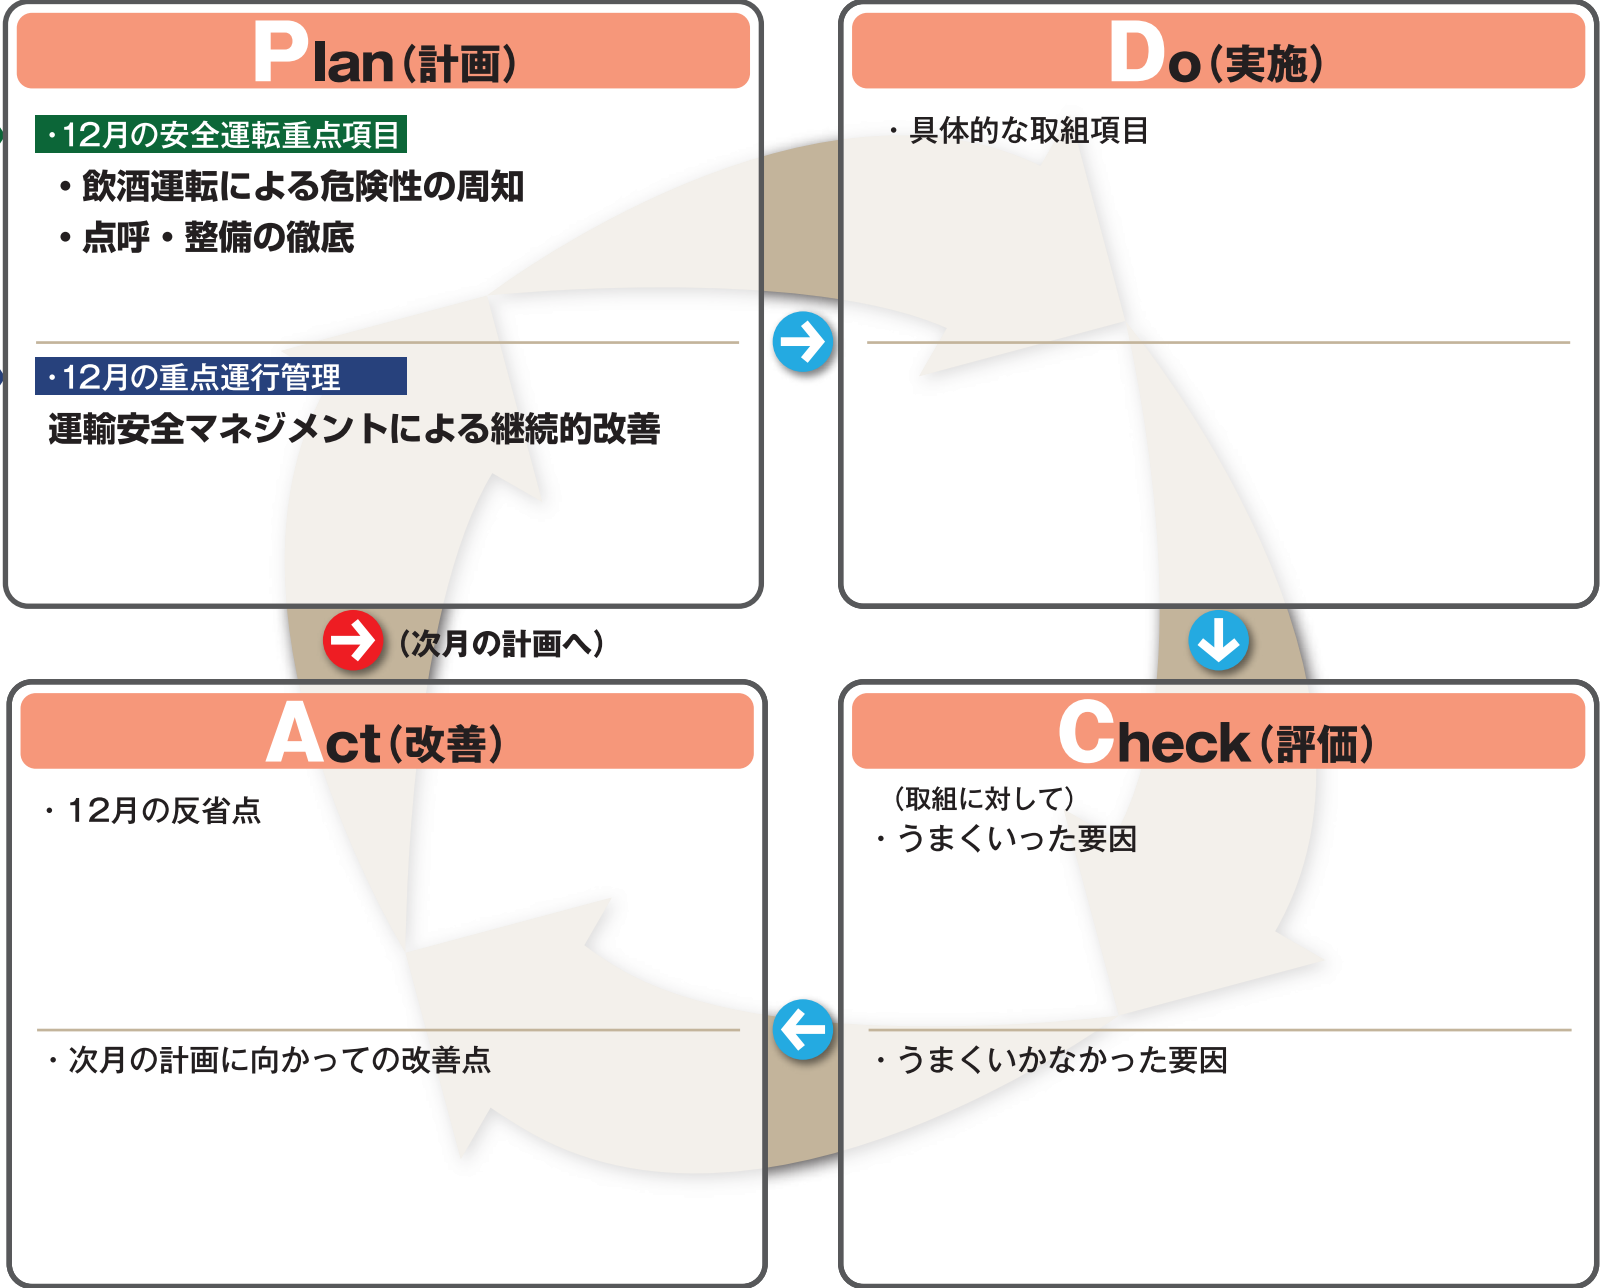 Plan（計画）
・12月の安全運転重点項目
・飲酒運転による危険性の周知
・点呼・整備の徹底
・12月の重点運行管理
運輸安全マネジメントによる継続的改善
Do（実施）
・具体的な取組項目
（次月の計画へ）
Act（改善）
・12月の反省点
・次月の計画に向かっての改善点
Check（評価）
（取組に対して）
・うまくいった要因
・うまくいかなかった要因